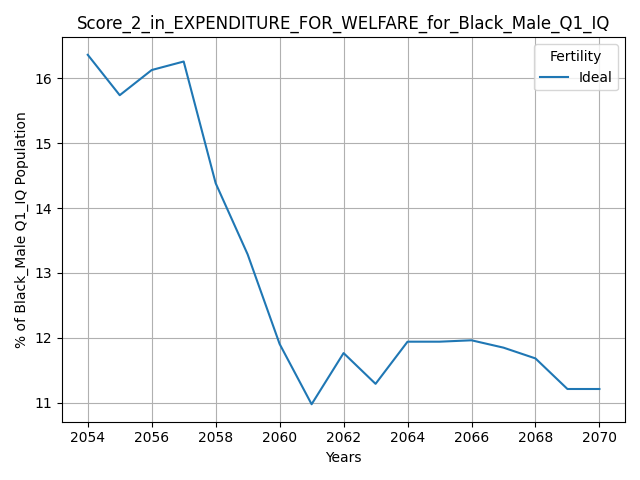 Score_2_in_EXPENDITURE_FOR_WELFARE_for_Black_Male_Q1_IQ
Fertility
Ideal
% of Black_Male Q1_IQ Population
16
15
14
13
12
11
2054 2056 2058 2060 2062 2064 2066 2068 2070
Years